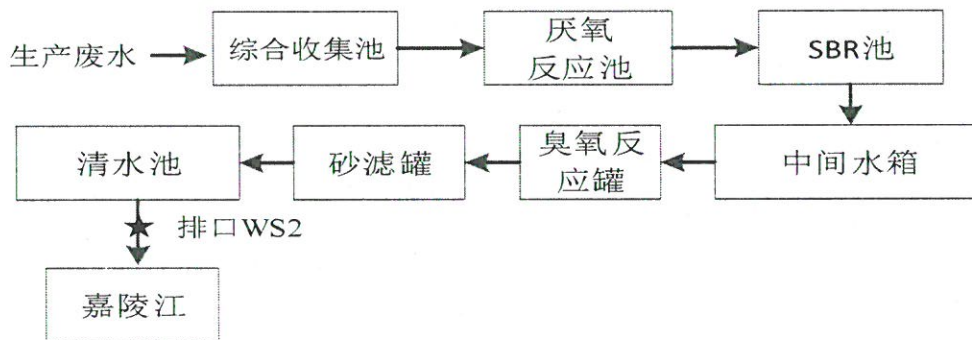 生产废水
综合收集池
厌氧
反应池
SBR池
中间水箱
臭氧反
应罐
砂滤罐
清水池
排口WS2
嘉陵江